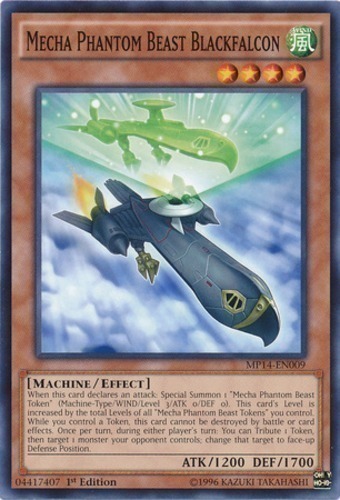 MECHA PHANTOM BEAST BLACKFALCON
風
MP14-EN009
[MACHINE/EFFECT]
When this card declares an attack: Special Summon 1 "Mecha Phantom Beast
Token" (Machine-Type/WIND/Level 3/ATK 0/DEF 0). This card's Level is
increased by the total Levels of all "Mecha Phantom Beast Tokens" you control.
While you control a Token, this card cannot be destroyed by battle or card
effects. Once per turn, during either player's turn: You can Tribute 1 Token,
then target 1 monster your opponent controls; change that target to face-up
Defense Position.
ATK/1200 DEF/1700
04417407 1st Edition ©1996 KAZUKI TAKAHASHI